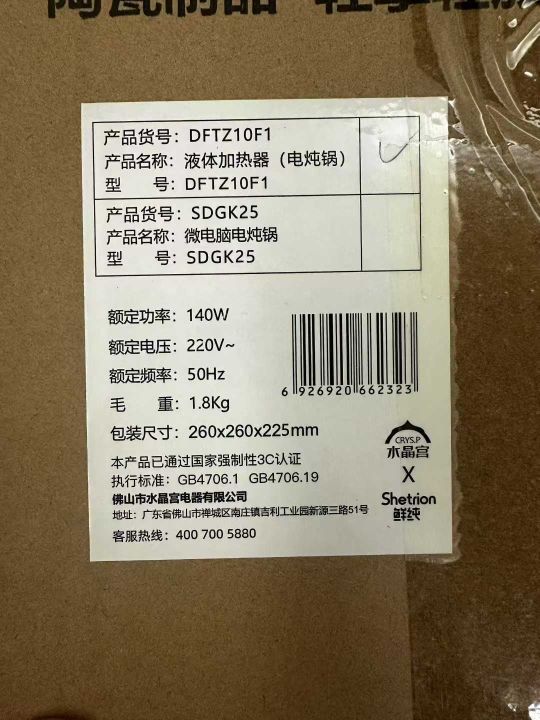 陶瓷制品
产品货号：DFTZ10F1
产品名称：液体加热器（电炖锅）
型 号：DFTZ10F1
产品货号：SDGK25
产品名称：微电脑电炖锅
型 号：SDGK25
额定功率：140W
额定电压：220V~
额定频率：50Hz
毛 重：1.8Kg
包装尺寸：260x260x225mm
6 926920 662323
CRYS.P
水晶宫
X
Shetrion
鲜纯
本产品已通过国家强制性3C认证
执行标准：GB4706.1 GB4706.19
佛山市水晶宫电器有限公司
地址：广东省佛山市禅城区南庄镇吉利工业园新源三路51号
客服热线：400 700 5880